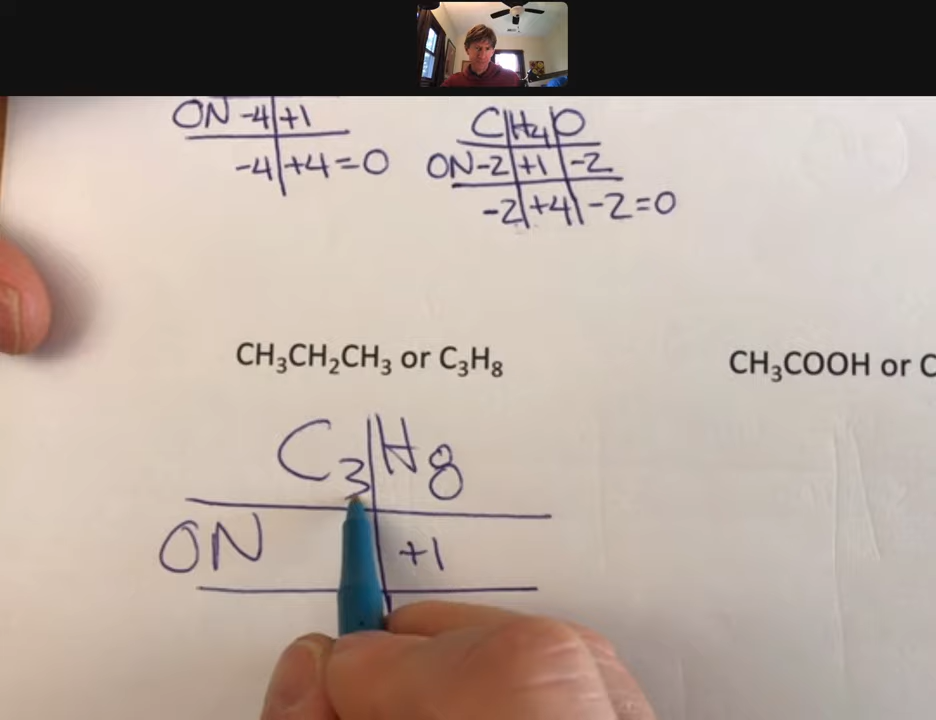 ON -4 +1
-4 +4=0
C H₄ O
ON -2 +1 -2
-2 +4 -2=0
CH₃CH₂CH₃ or C₃H₈
CH₃COOH or C
C₃ H₈
ON +1